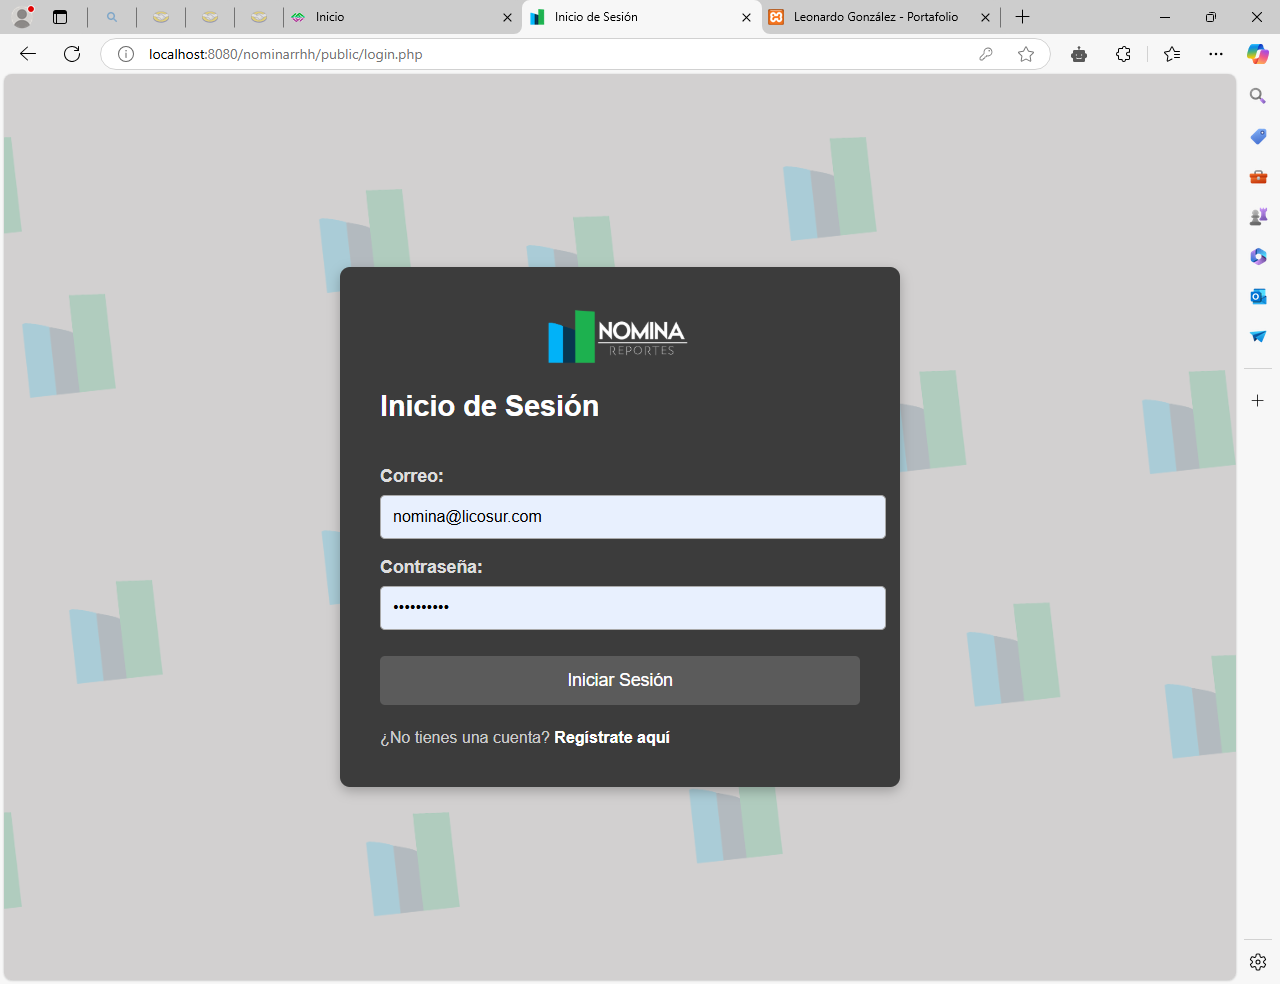 Inicio
Inicio de Sesión
Leonardo González - Portafolio
localhost:8080/nominarrhh/public/login.php
NOMINA
REPORTES
Inicio de Sesión
Correo:
nomina@licosur.com
Contraseña:
••••••••••
Iniciar Sesión
¿No tienes una cuenta? Regístrate aquí